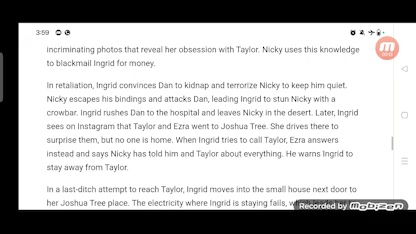 3:59
incriminating photos that reveal her obsession with Taylor. Nicky uses this knowledge
to blackmail Ingrid for money.
In retaliation, Ingrid convinces Dan to kidnap and terrorize Nicky to keep him quiet.
Nicky escapes his bindings and attacks Dan, leading Ingrid to stun Nicky with a
crowbar. Ingrid rushes Dan to the hospital and leaves Nicky in the desert. Later, Ingrid
sees on Instagram that Taylor and Ezra went to Joshua Tree. She drives there to
surprise them, but no one is home. When Ingrid tries to call Taylor, Ezra answers
instead and says Nicky has told him and Taylor about everything. He warns Ingrid to
stay away from Taylor.
In a last-ditch attempt to reach Taylor, Ingrid moves into the small house next door to
her Joshua Tree place. The electricity where Ingrid is staying fails,
Recorded by Mobizen